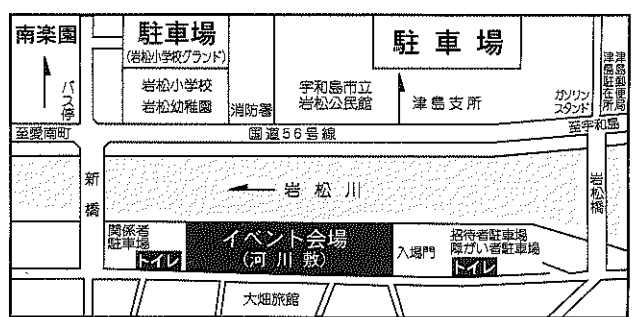 南楽園
バス停
駐車場
(岩松小学校グランド)
岩松小学校
岩松幼稚園
消防署
宇和島市立
岩松公民館
駐車場
津島支所
ガソリン
スタンド
津島駐在所
津島郵便局
至愛南町
国道56号線
至宇和島
新橋
岩松川
岩松橋
関係者
駐車場
トイレ
イベント会場
(河川敷)
入場門
招待者駐車場
障がい者駐車場
トイレ
大畑旅館